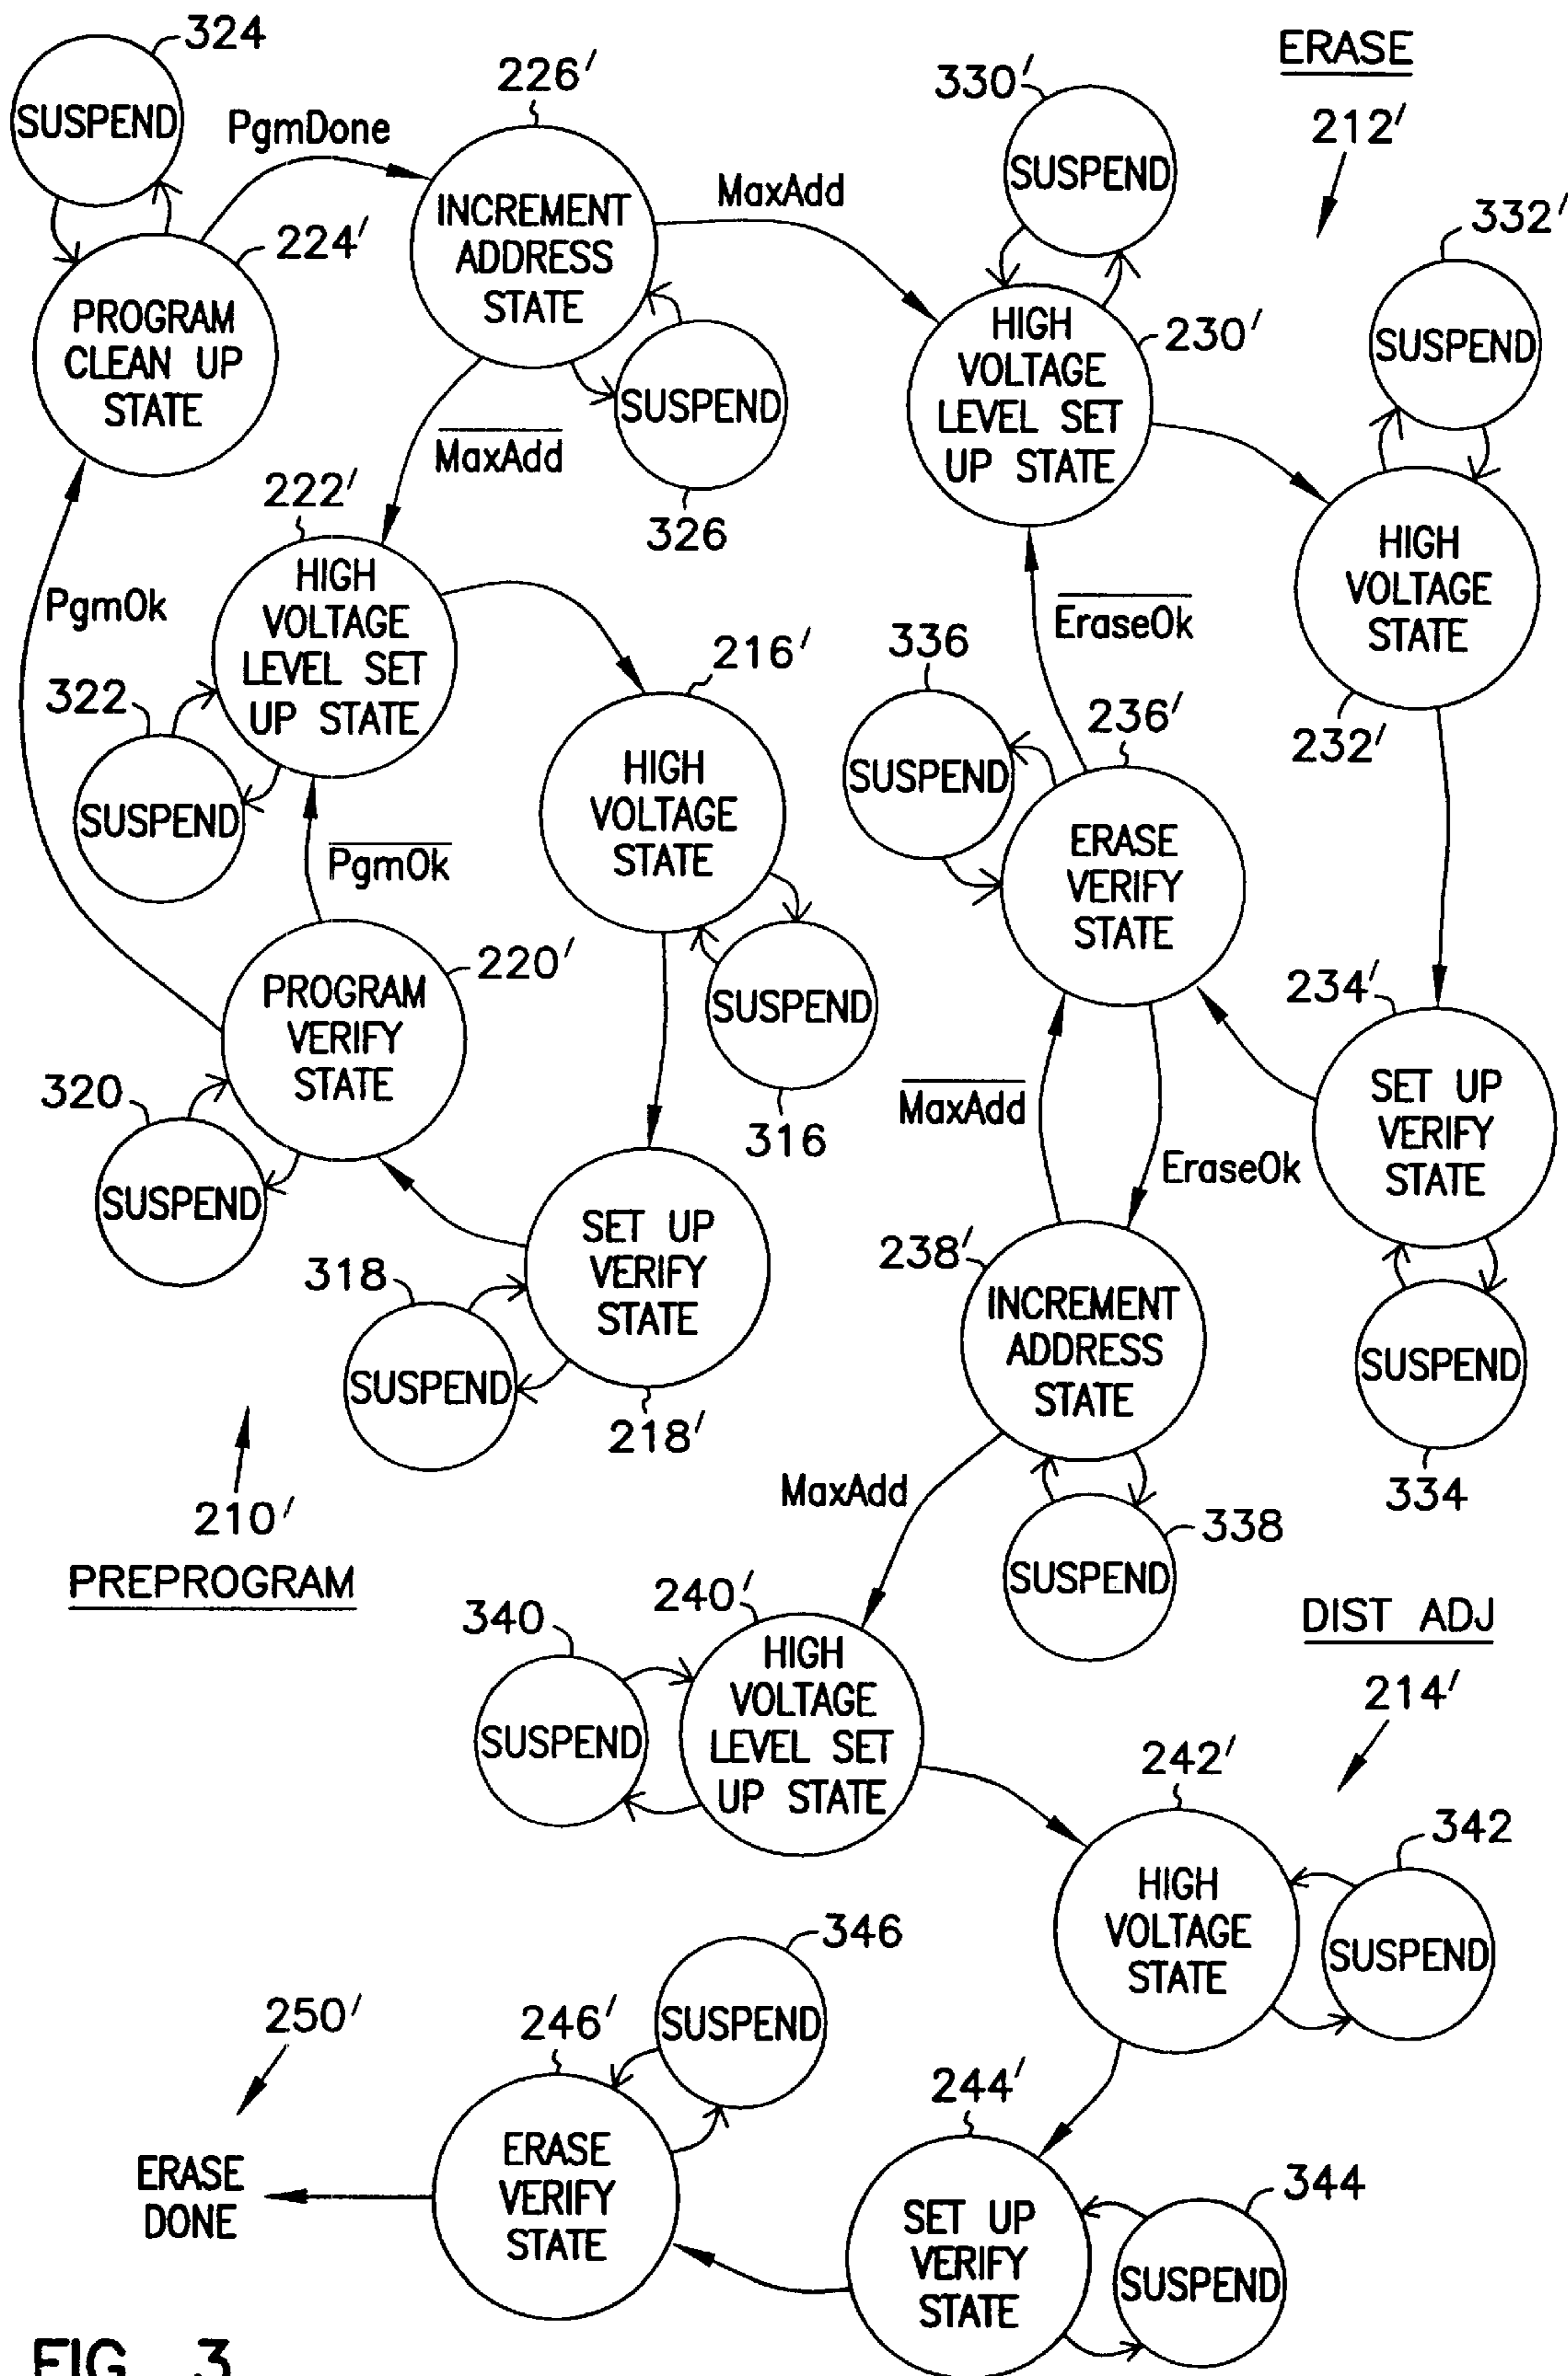 324
SUSPEND
PgmDone
226′
330′
ERASE
212′
SUSPEND
INCREMENT
ADDRESS
STATE
MaxAdd
332′
224′
PROGRAM
CLEAN UP
STATE
SUSPEND
326
M̅a̅x̅A̅d̅d̅
HIGH
VOLTAGE
LEVEL SET
UP STATE
230′
SUSPEND
HIGH
VOLTAGE
STATE
232′
PgmOk
222′
HIGH
VOLTAGE
LEVEL SET
UP STATE
322
SUSPEND
216′
HIGH
VOLTAGE
STATE
SUSPEND
316
E̅r̅a̅s̅e̅O̅k̅
336
SUSPEND
236′
ERASE
VERIFY
STATE
P̅g̅m̅O̅k̅
220′
PROGRAM
VERIFY
STATE
320
SUSPEND
M̅a̅x̅A̅d̅d̅
EraseOk
234′
SET UP
VERIFY
STATE
SUSPEND
334
318
SUSPEND
SET UP
VERIFY
STATE
218′
238′
INCREMENT
ADDRESS
STATE
MaxAdd
SUSPEND
338
210′
PREPROGRAM
340
SUSPEND
240′
HIGH
VOLTAGE
LEVEL SET
UP STATE
DIST ADJ
214′
242′
HIGH
VOLTAGE
STATE
342
SUSPEND
346
SUSPEND
250′
246′
ERASE
VERIFY
STATE
ERASE
DONE
244′
SET UP
VERIFY
STATE
344
SUSPEND
FIG. 3